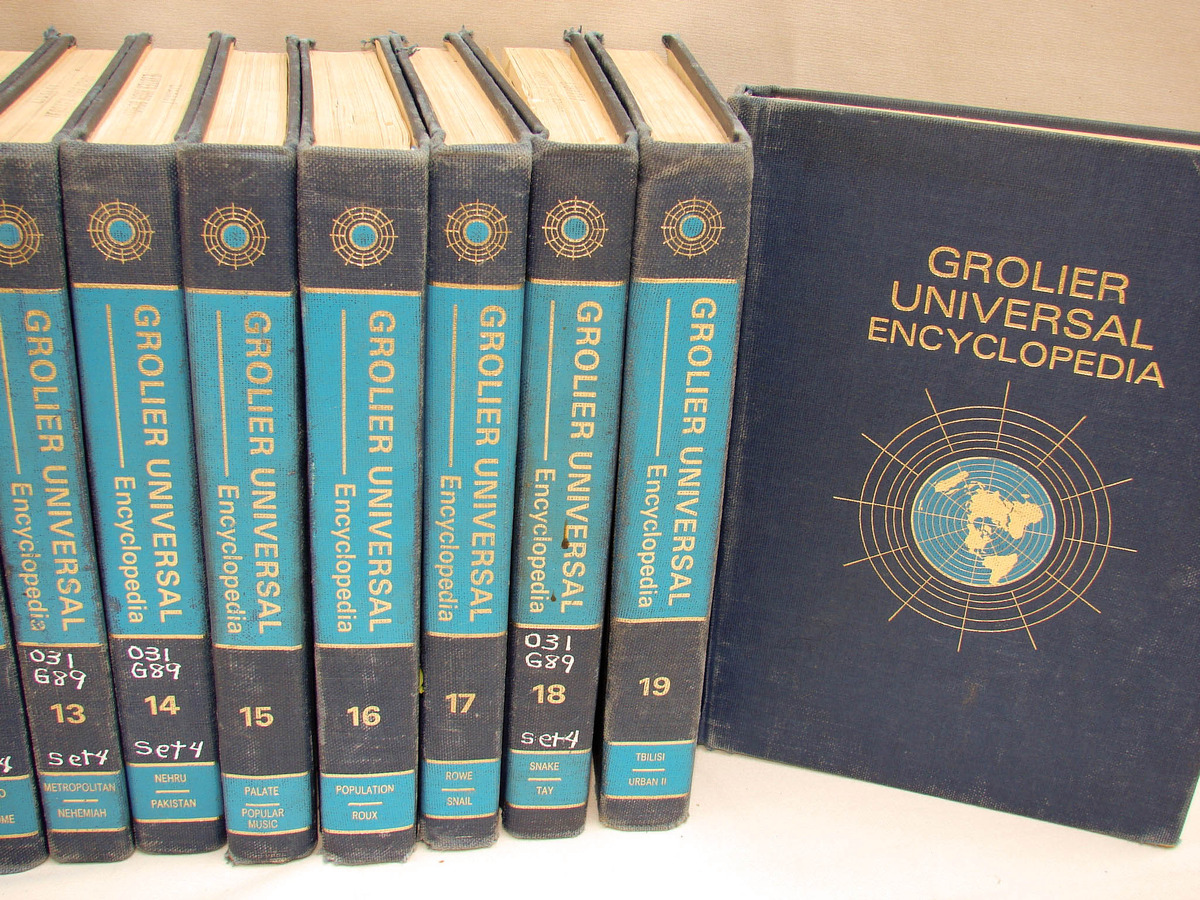 GROLIER UNIVERSAL
Encyclopedia
031
G89
13
Set4
METROPOLITAN
NEHEMIAH
GROLIER UNIVERSAL
Encyclopedia
031
G89
14
Set4
NEHRU
PAKISTAN
GROLIER UNIVERSAL
Encyclopedia
15
PALATE
POPULAR
MUSIC
GROLIER UNIVERSAL
Encyclopedia
16
POPULATION
ROUX
GROLIER UNIVERSAL
Encyclopedia
17
ROWE
SNAIL
GROLIER UNIVERSAL
Encyclopedia
031
G89
18
Set4
SNAKE
TAY
GROLIER UNIVERSAL
Encyclopedia
19
TBILISI
URBAN II
GROLIER
UNIVERSAL
ENCYCLOPEDIA